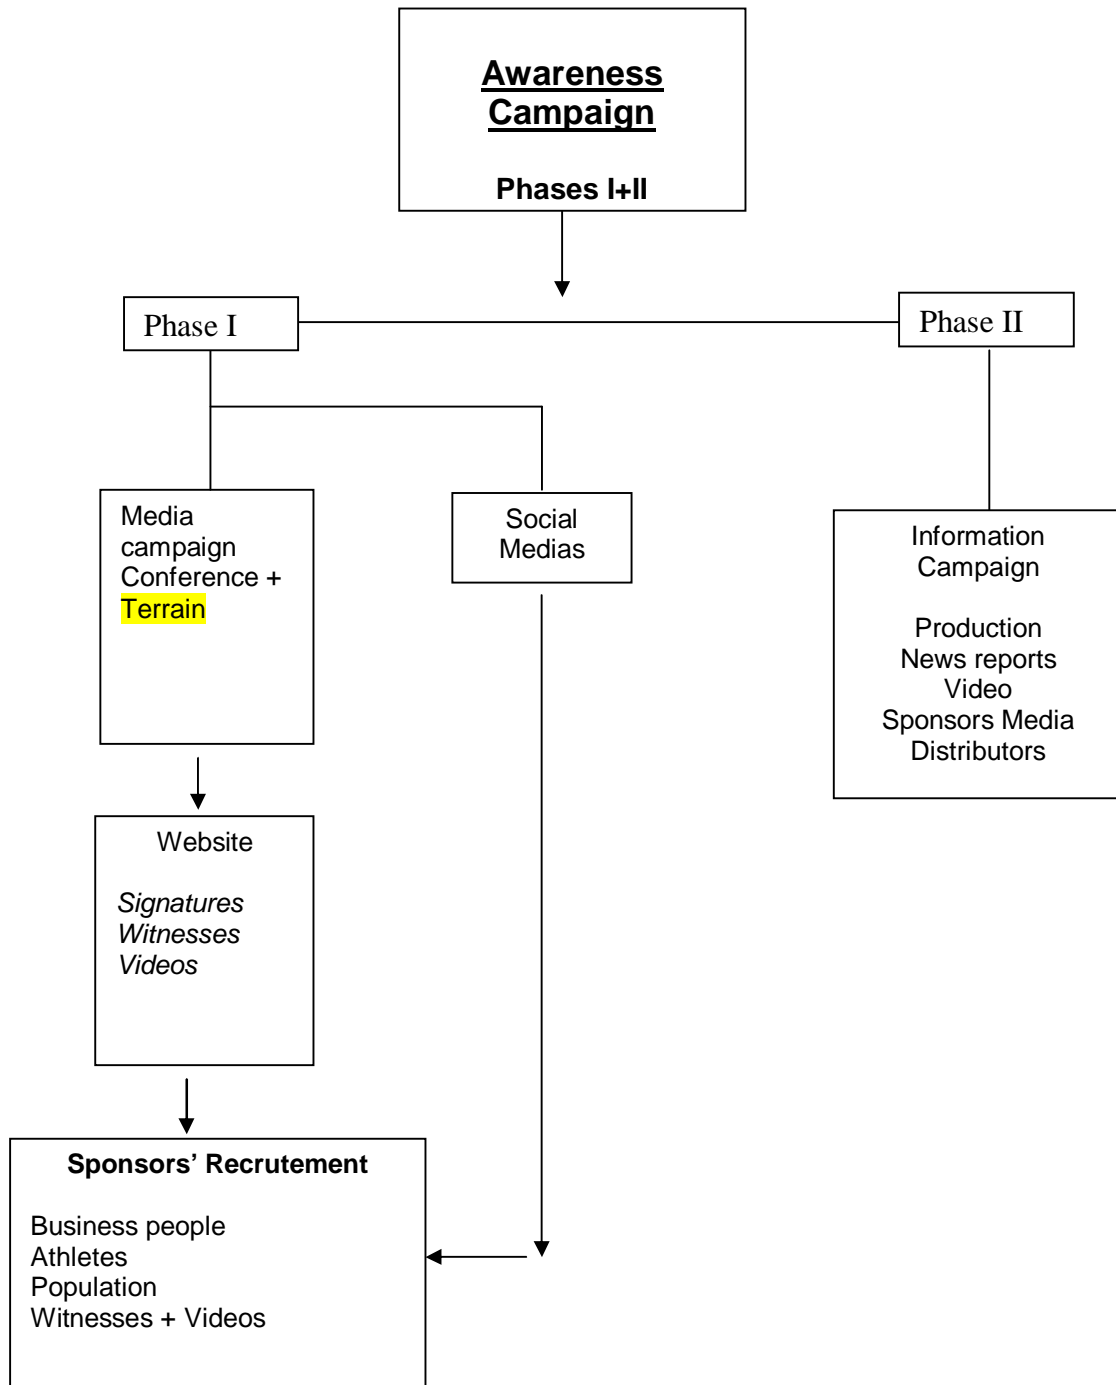 Awareness
Campaign
Phases I+II
Phase I
Phase II
Media
campaign
Conference +
Terrain
Social
Medias
Information
Campaign
Production
News reports
Video
Sponsors Media
Distributors
Website
Signatures
Witnesses
Videos
Sponsors’ Recrutement
Business people
Athletes
Population
Witnesses + Videos